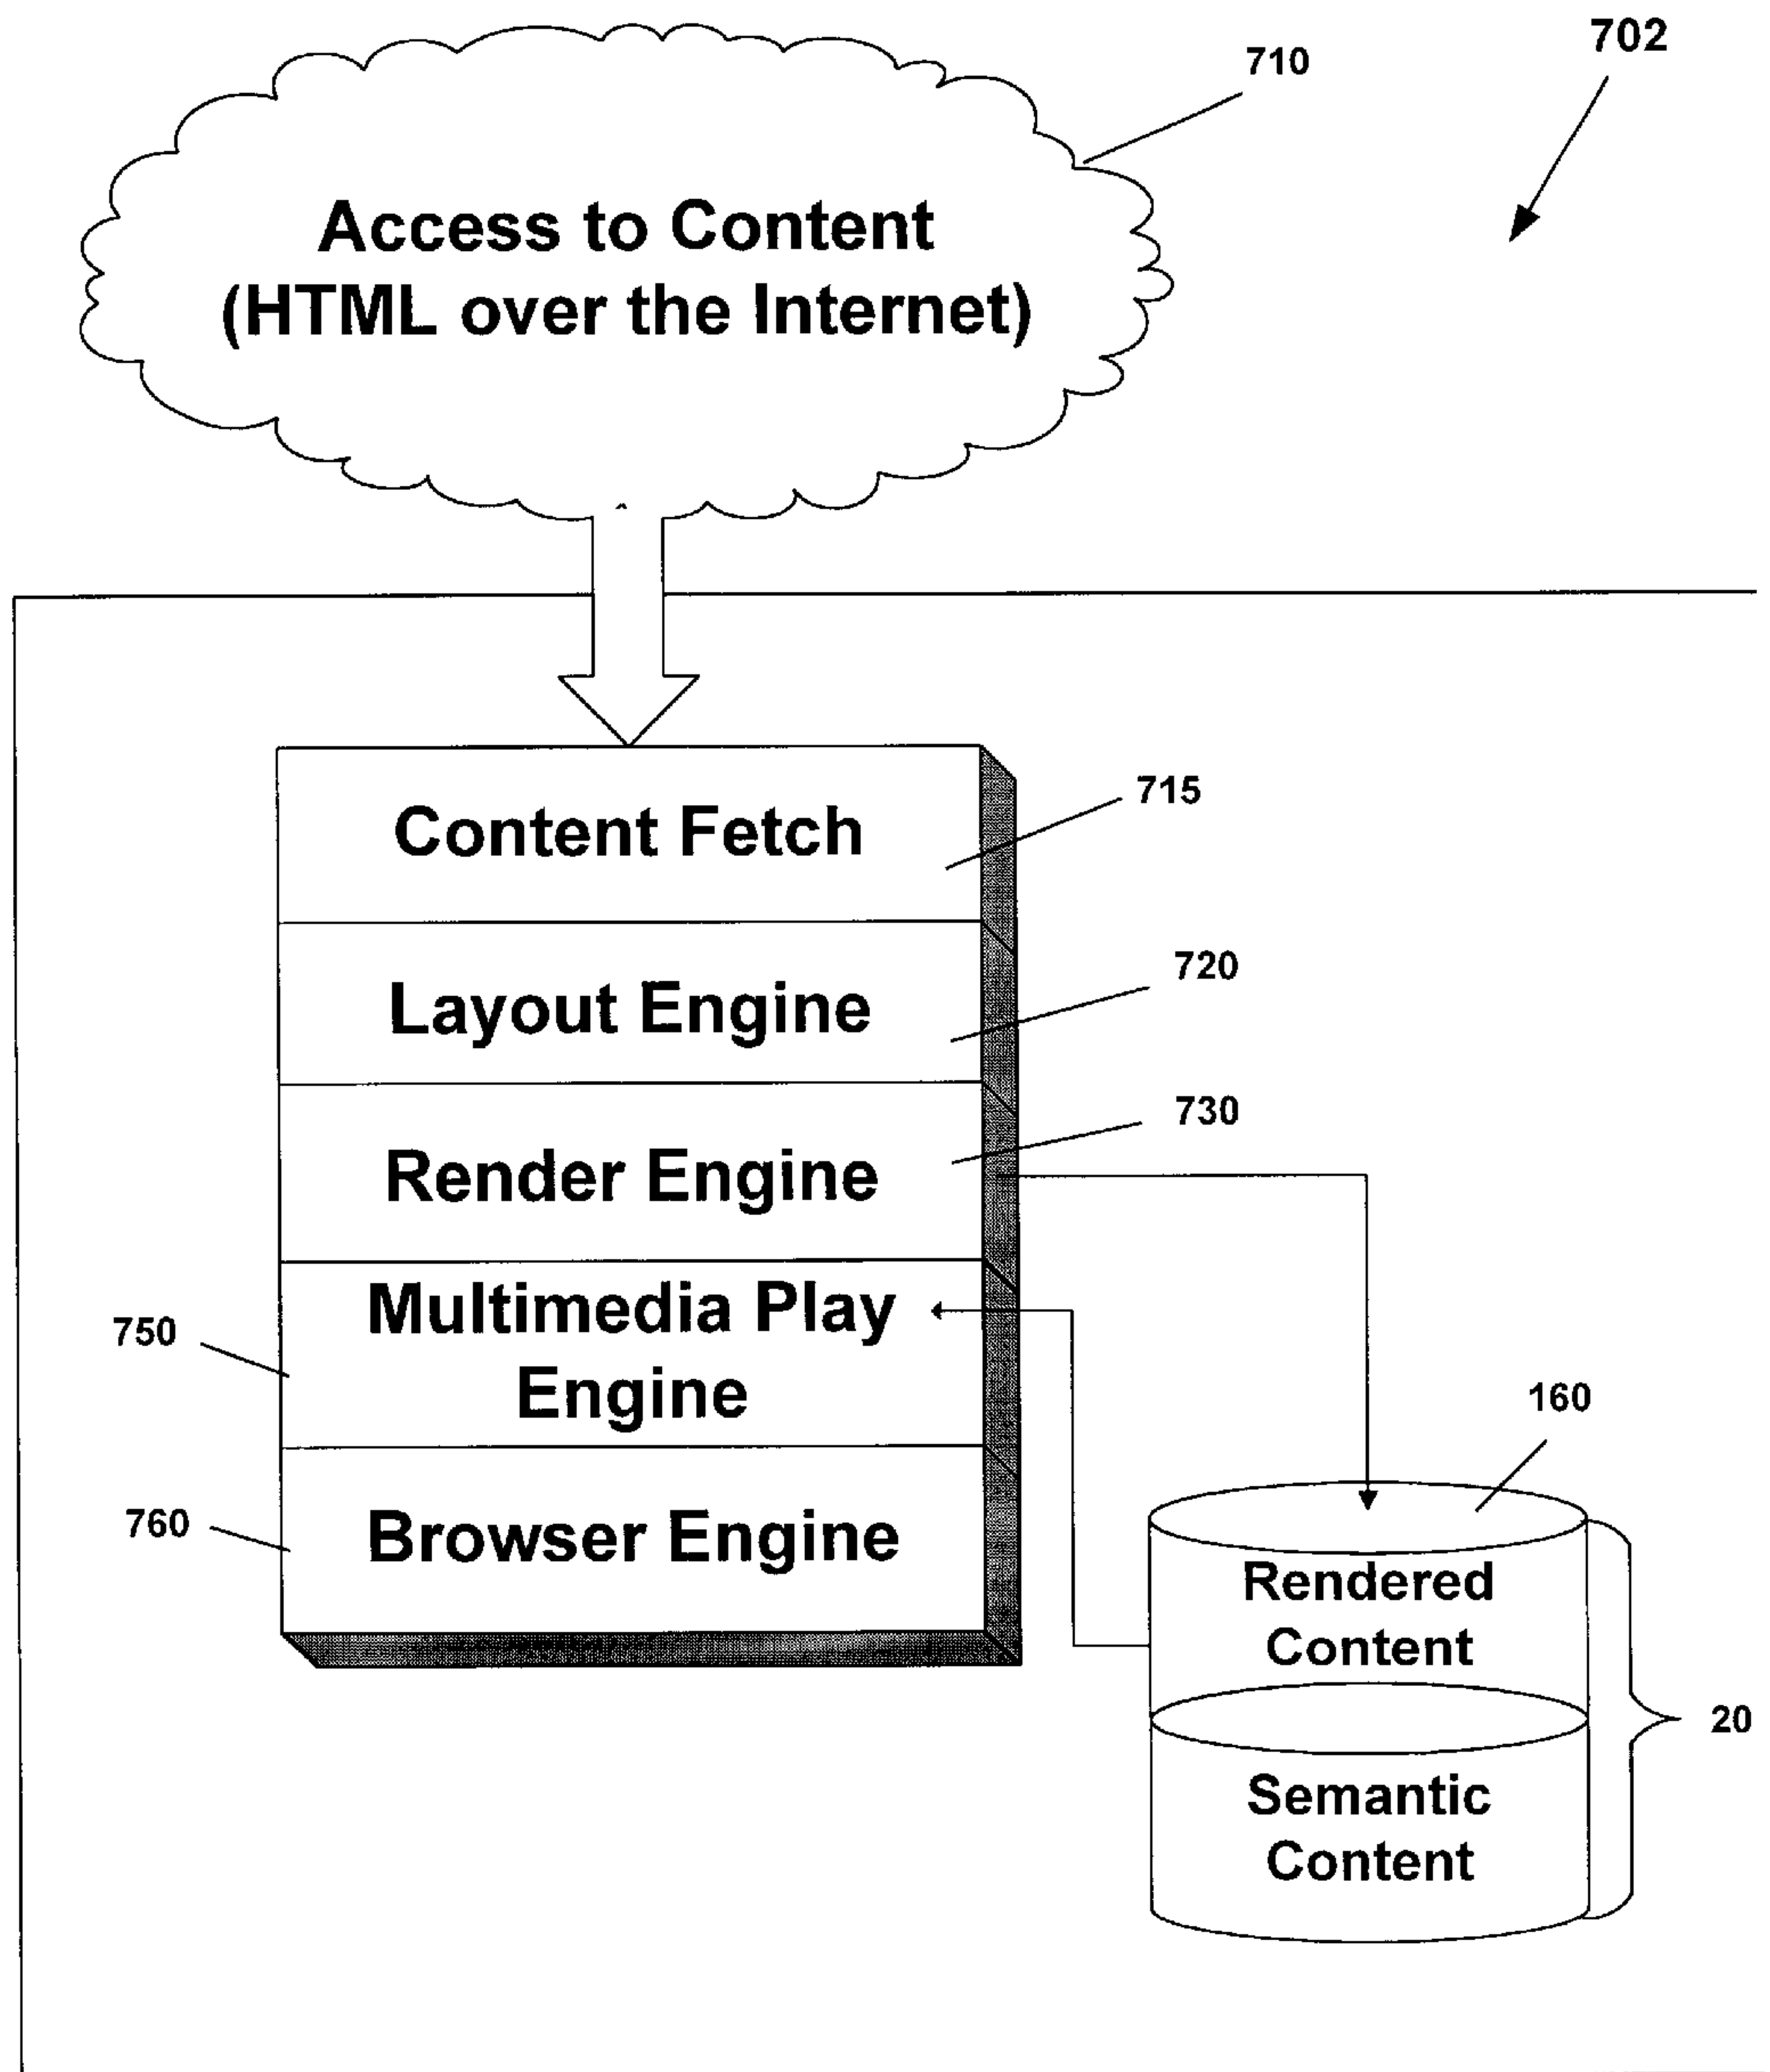 702
710
Access to Content
(HTML over the Internet)
Content Fetch
715
Layout Engine
720
Render Engine
730
Multimedia Play
Engine
750
Browser Engine
760
160
Rendered
Content
Semantic
Content
20